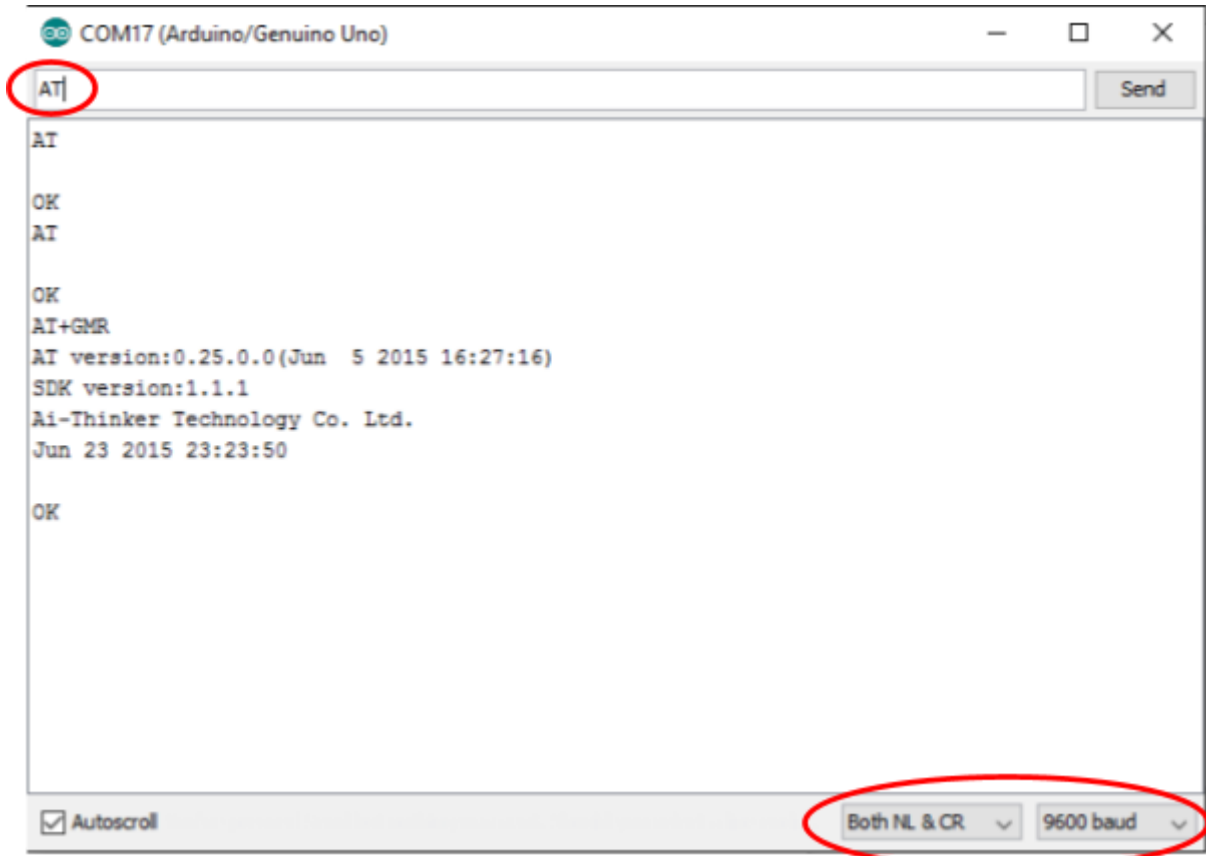 COM17 (Arduino/Genuino Uno)
AT
Send
AT
OK
AT
OK
AT+GMR
AT version:0.25.0.0(Jun  5 2015 16:27:16)
SDK version:1.1.1
Ai-Thinker Technology Co. Ltd.
Jun 23 2015 23:23:50
OK
Autoscroll
Both NL & CR
9600 baud